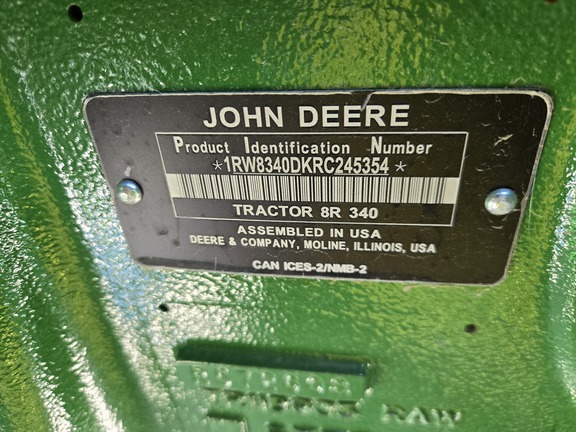 JOHN DEERE
Product Identification Number
*1RW8340DKRC245354*
TRACTOR 8R 340
ASSEMBLED IN USA
DEERE & COMPANY, MOLINE, ILLINOIS, USA
CAN ICES-2/NMB-2
RAW